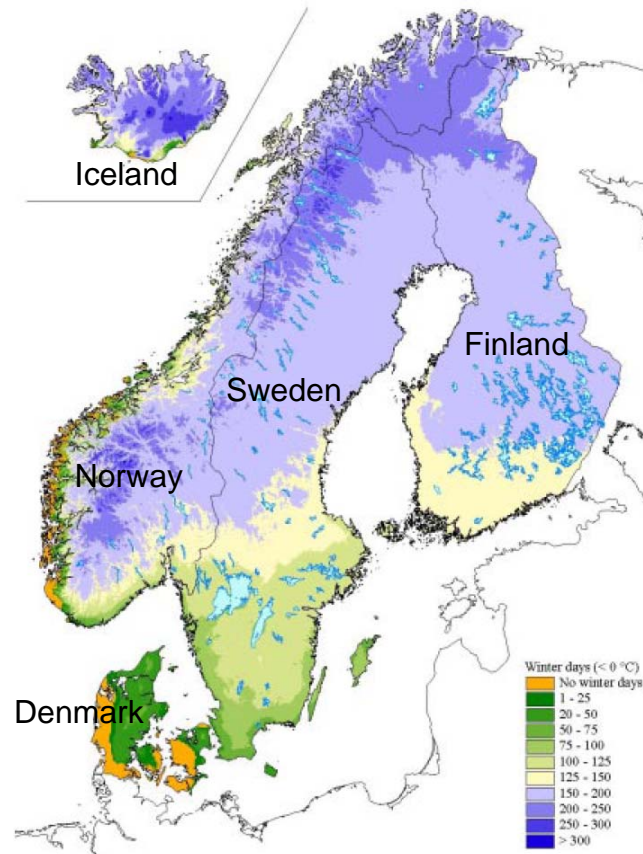 Iceland
Finland
Sweden
Norway
Denmark
Winter days (< 0 °C)
No winter days
1 - 25
20 - 50
50 - 75
75 - 100
100 - 125
125 - 150
150 - 200
200 - 250
250 - 300
> 300